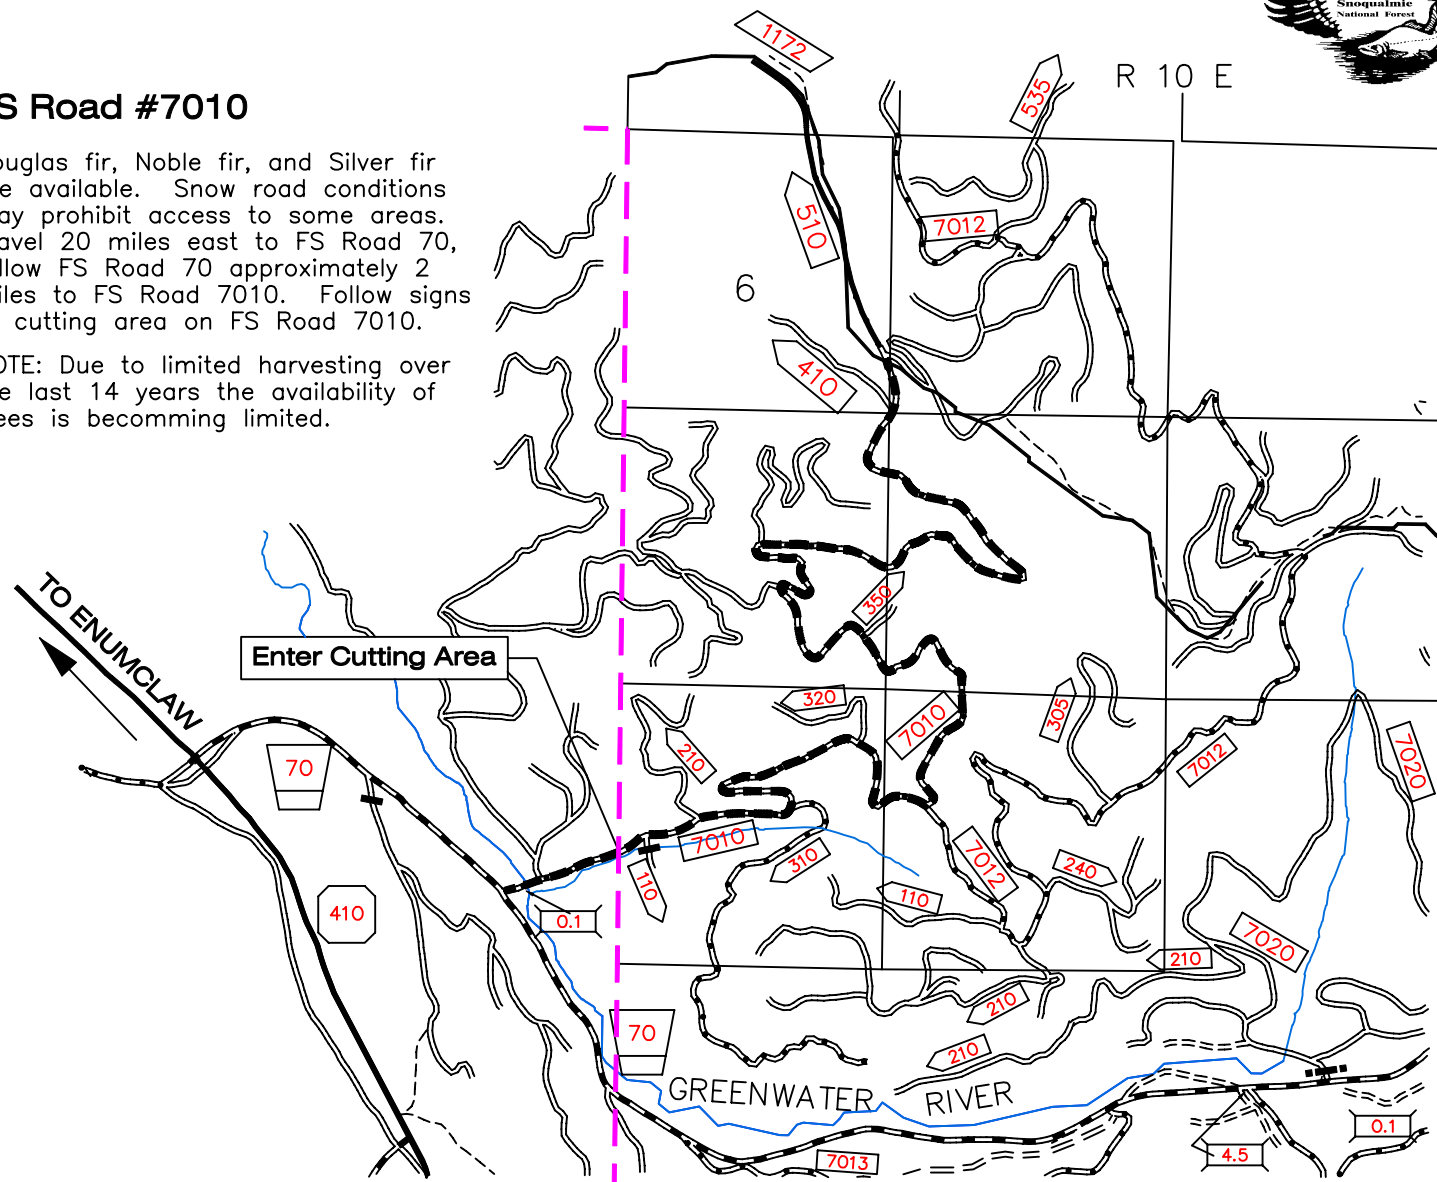 Snoqualmie
National Forest
R 10 E
S Road #7010
ouglas fir, Noble fir, and Silver fir
e available. Snow road conditions
ay prohibit access to some areas.
avel 20 miles east to FS Road 70,
llow FS Road 70 approximately 2
iles to FS Road 7010. Follow signs
cutting area on FS Road 7010.
OTE: Due to limited harvesting over
e last 14 years the availability of
ees is becomming limited.
1172
535
510
7012
6
410
350
TO ENUMCLAW
Enter Cutting Area
320
7010
305
210
7012
7020
70
7010
310
7012
240
110
110
410
0.1
7020
210
210
70
210
GREENWATER RIVER
0.1
4.5
7013